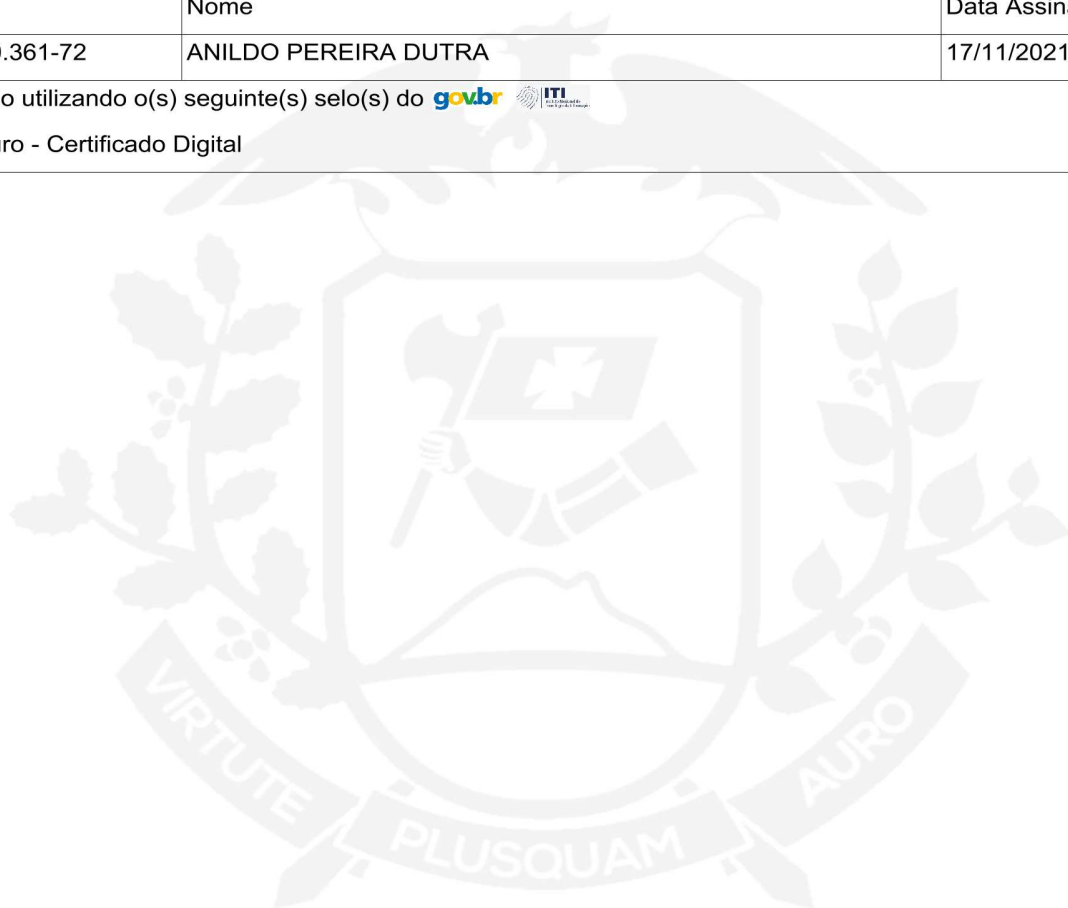 Nome Data Assina
.361-72 ANILDO PEREIRA DUTRA 17/11/2021
o utilizando o(s) seguinte(s) selo(s) do gov.br ITI
uro - Certificado Digital
VIRTUTE PLUSQUAM AURO